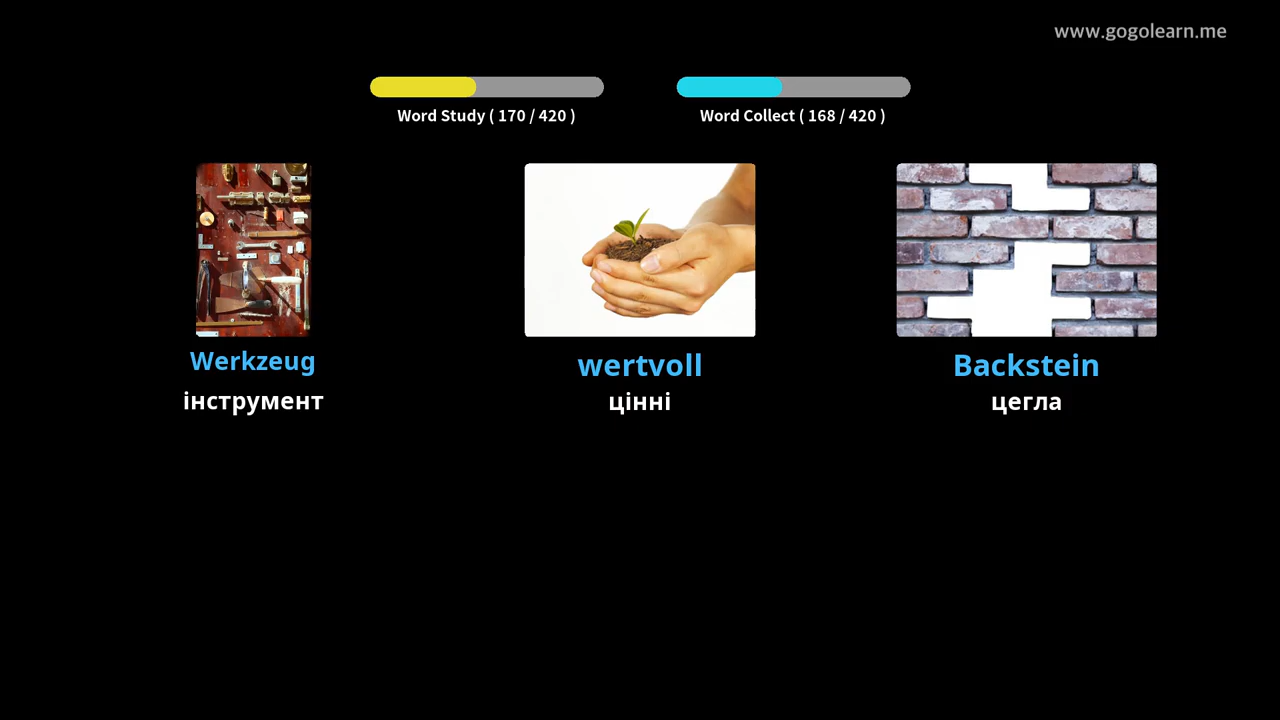 www.gogolearn.me
Word Study ( 170 / 420 )
Word Collect ( 168 / 420 )
Werkzeug
інструмент
wertvoll
цінні
Backstein
цегла